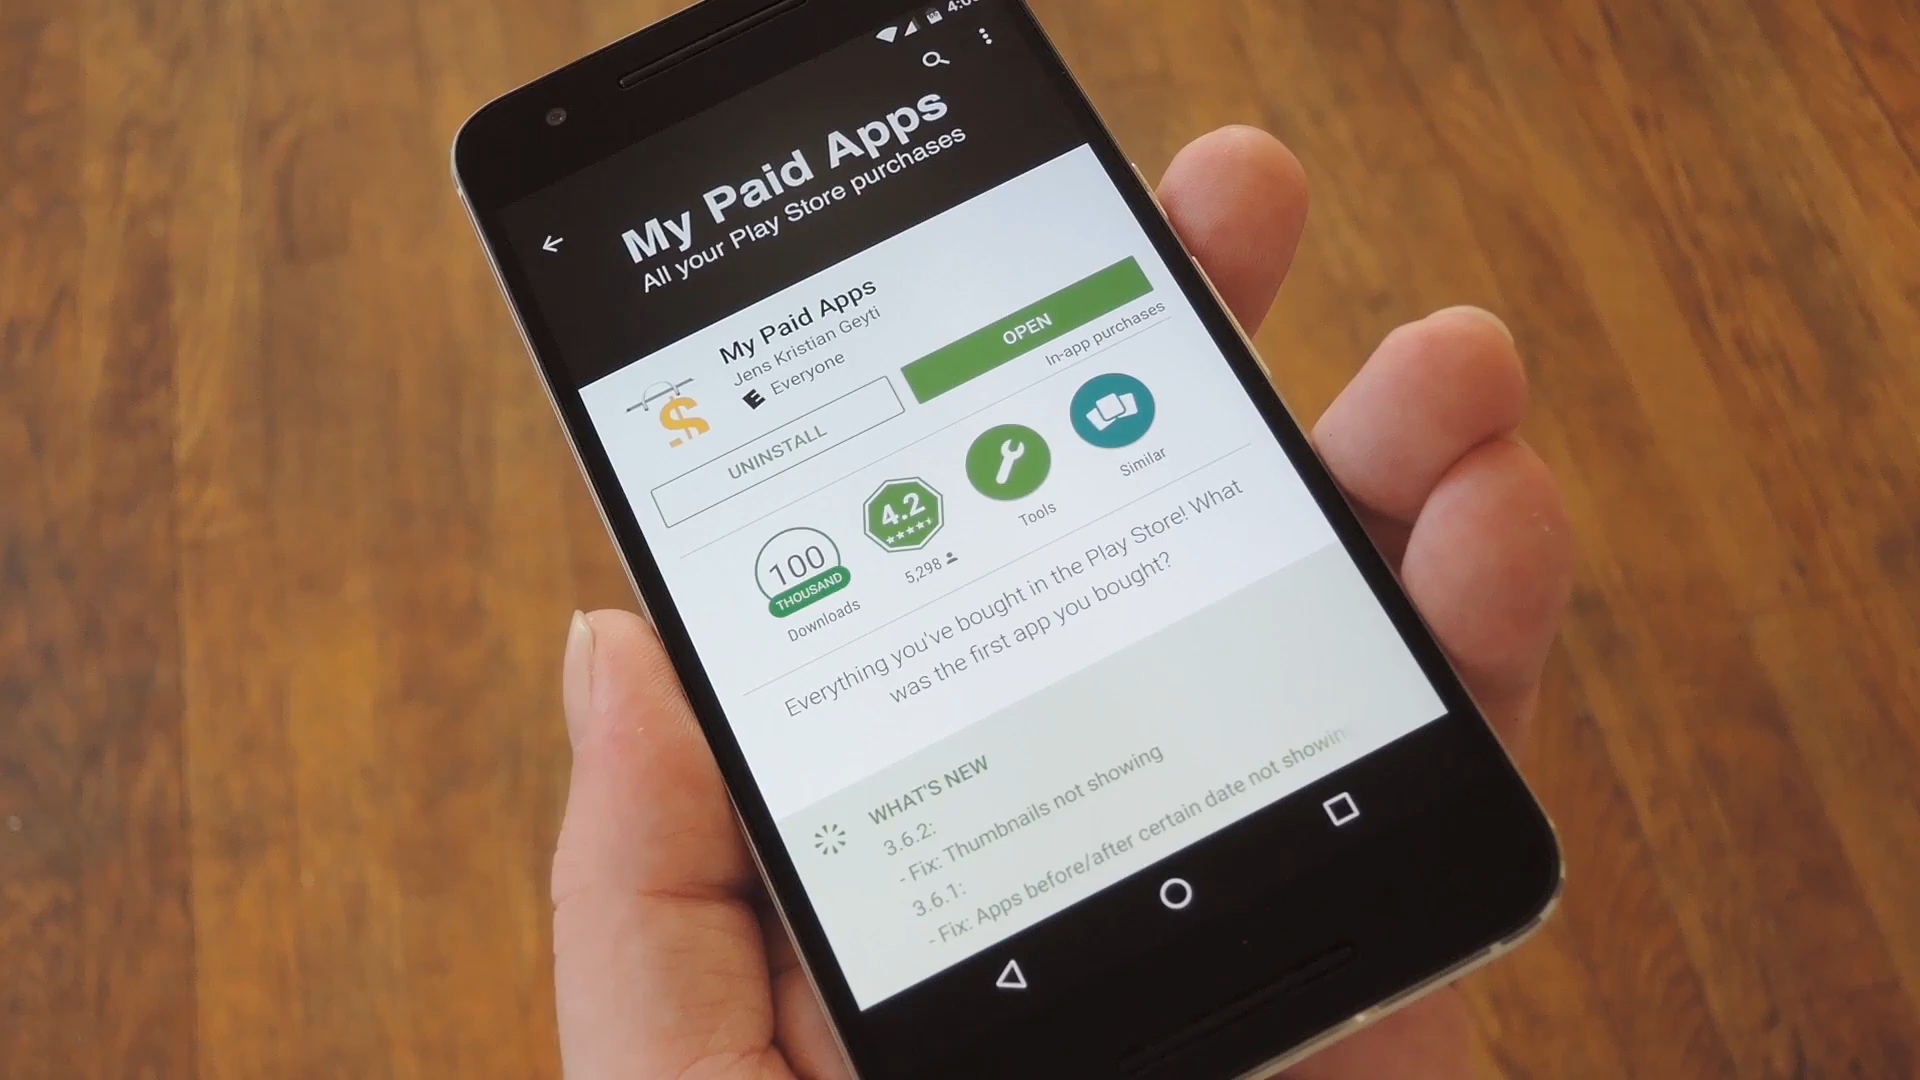 My Paid Apps
All your Play Store purchases
My Paid Apps
Jens Kristian Geyti
E Everyone
UNINSTALL
OPEN
In-app purchases
100
THOUSAND
Downloads
4.2
5,298
Tools
Similar
Everything you've bought in the Play Store! What
was the first app you bought?
WHAT'S NEW
3.6.2:
- Fix: Thumbnails not showing
3.6.1:
- Fix: Apps before/after certain date not showing